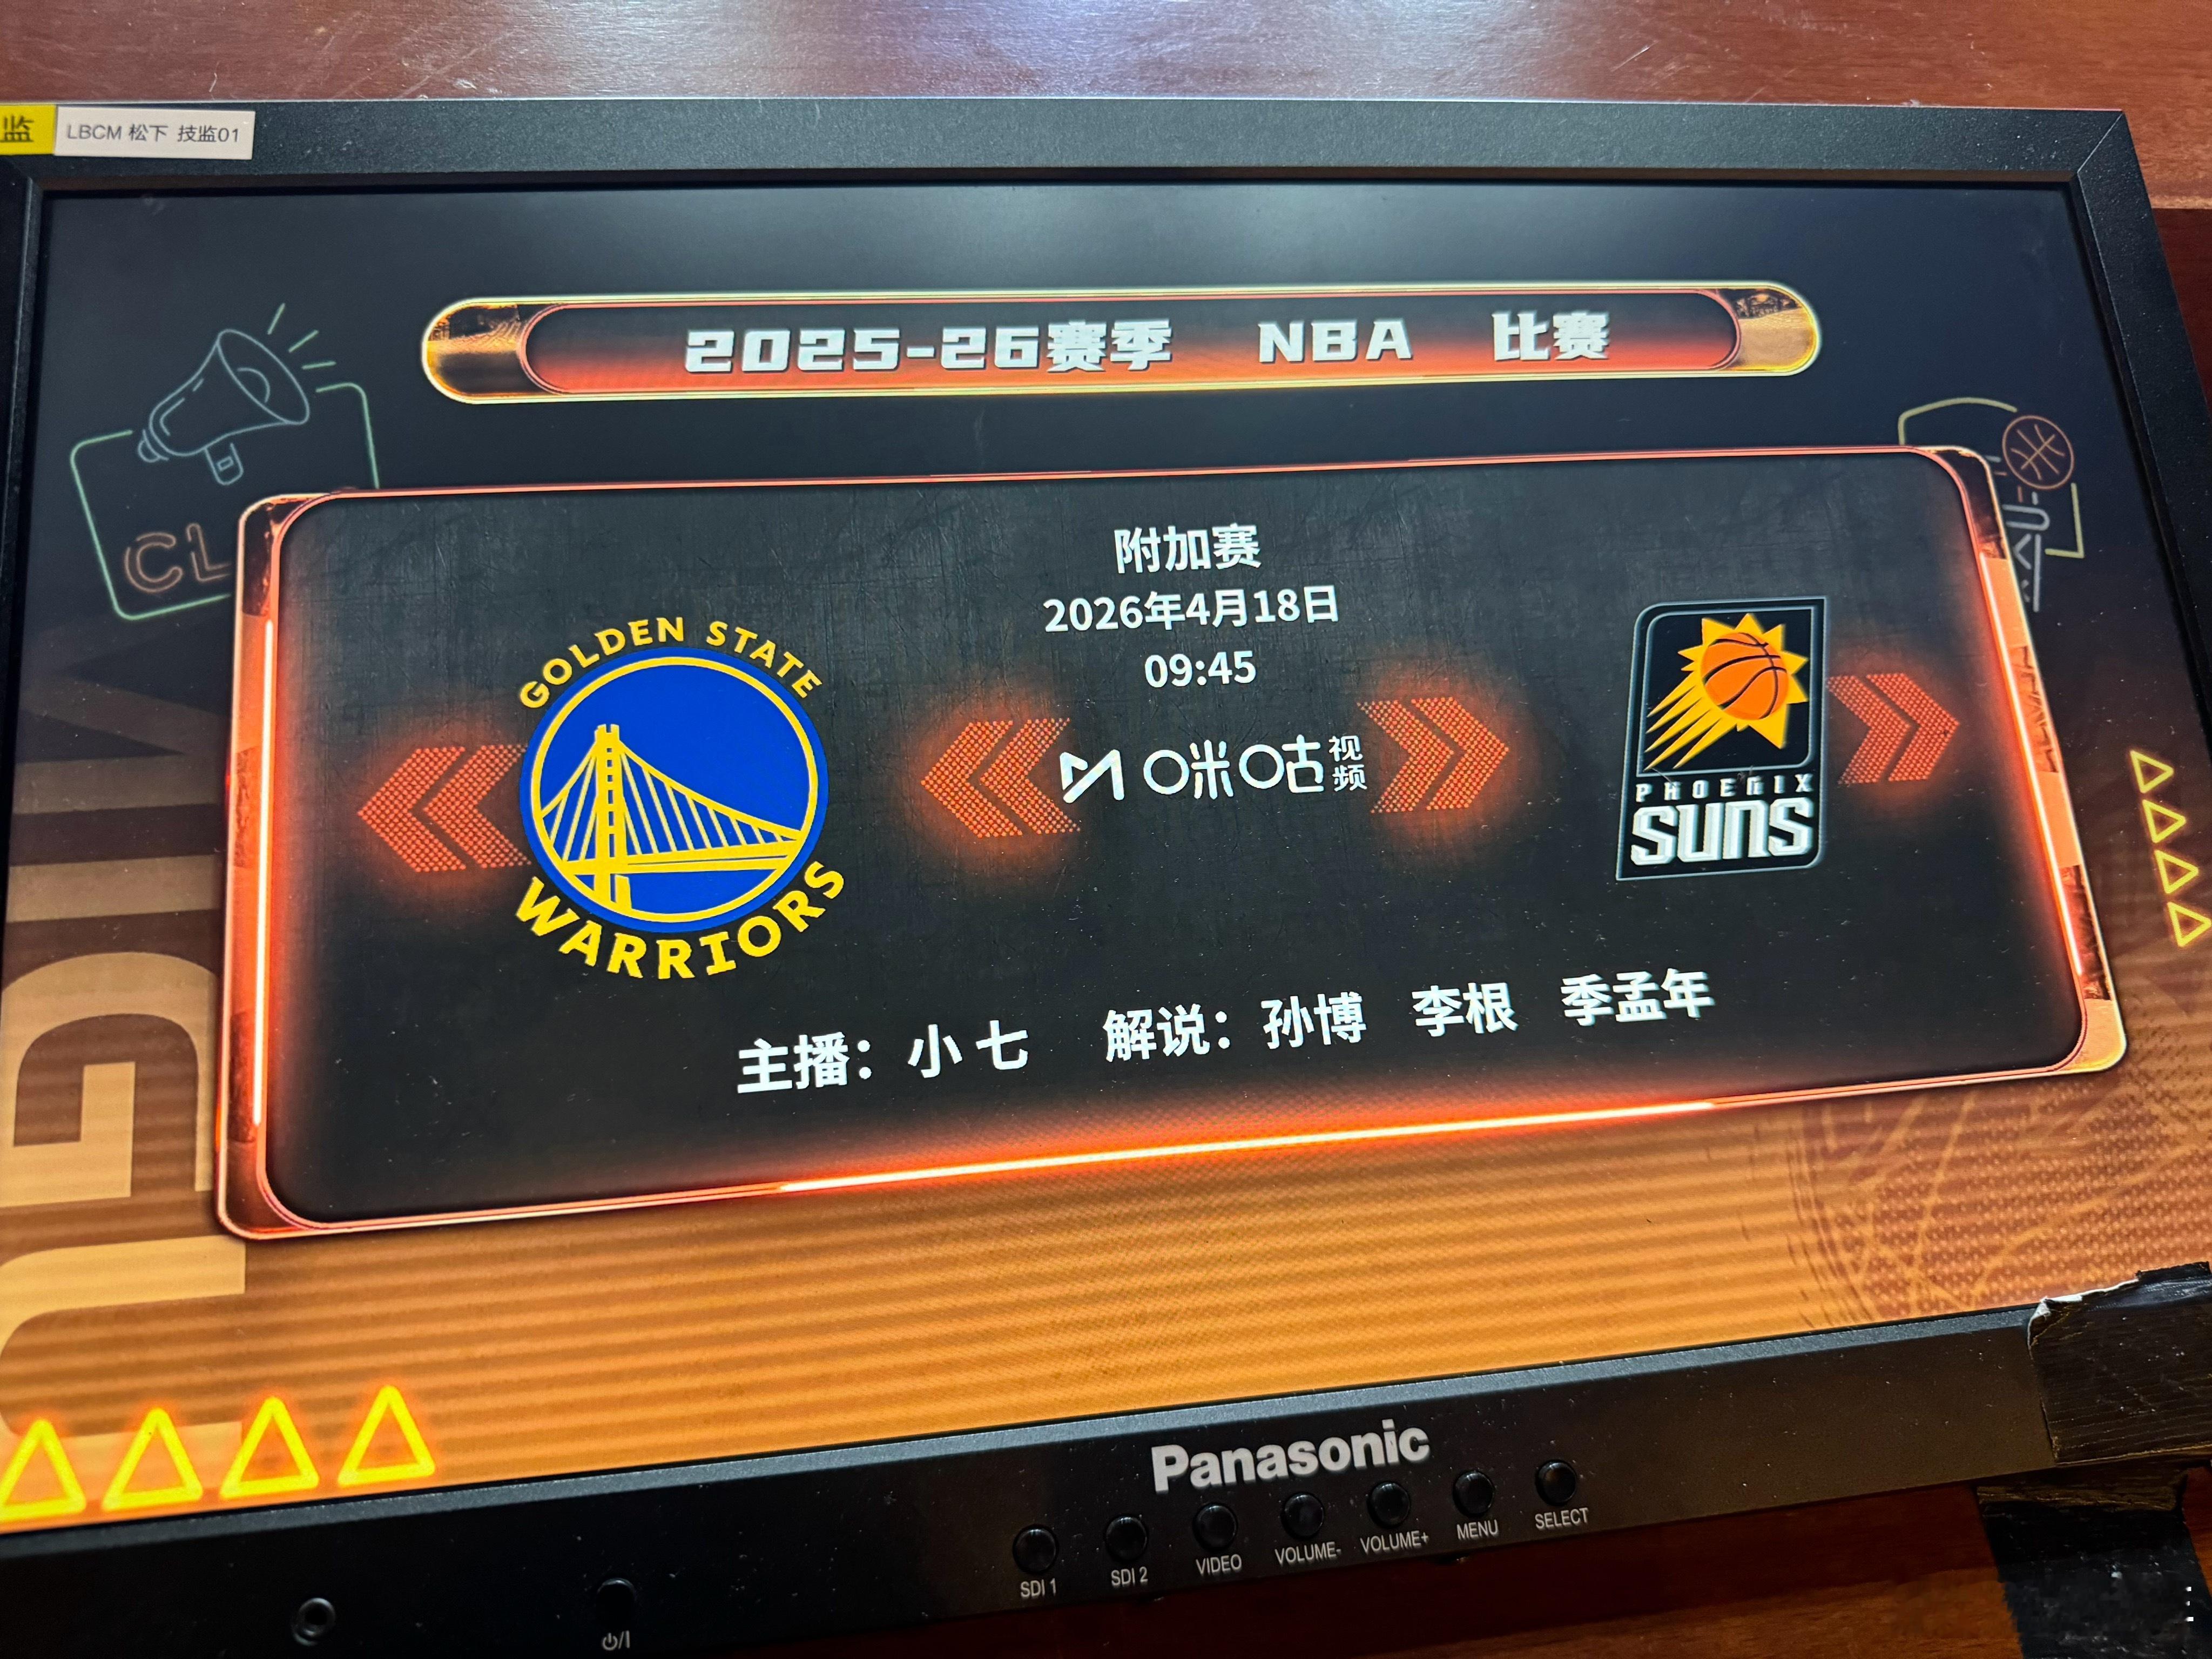 监
LBCM 松下 技监01
2025-26赛季 NBA 比赛
CL
附加赛
2026年4月18日
09:45
咪咕视频
GOLDEN STATE
WARRIORS
PHOENIX
SUNS
主播：小七 解说：孙博 李根 季孟年
Panasonic
SDI 1 SDI 2 VIDEO VOLUME- VOLUME+ MENU SELECT